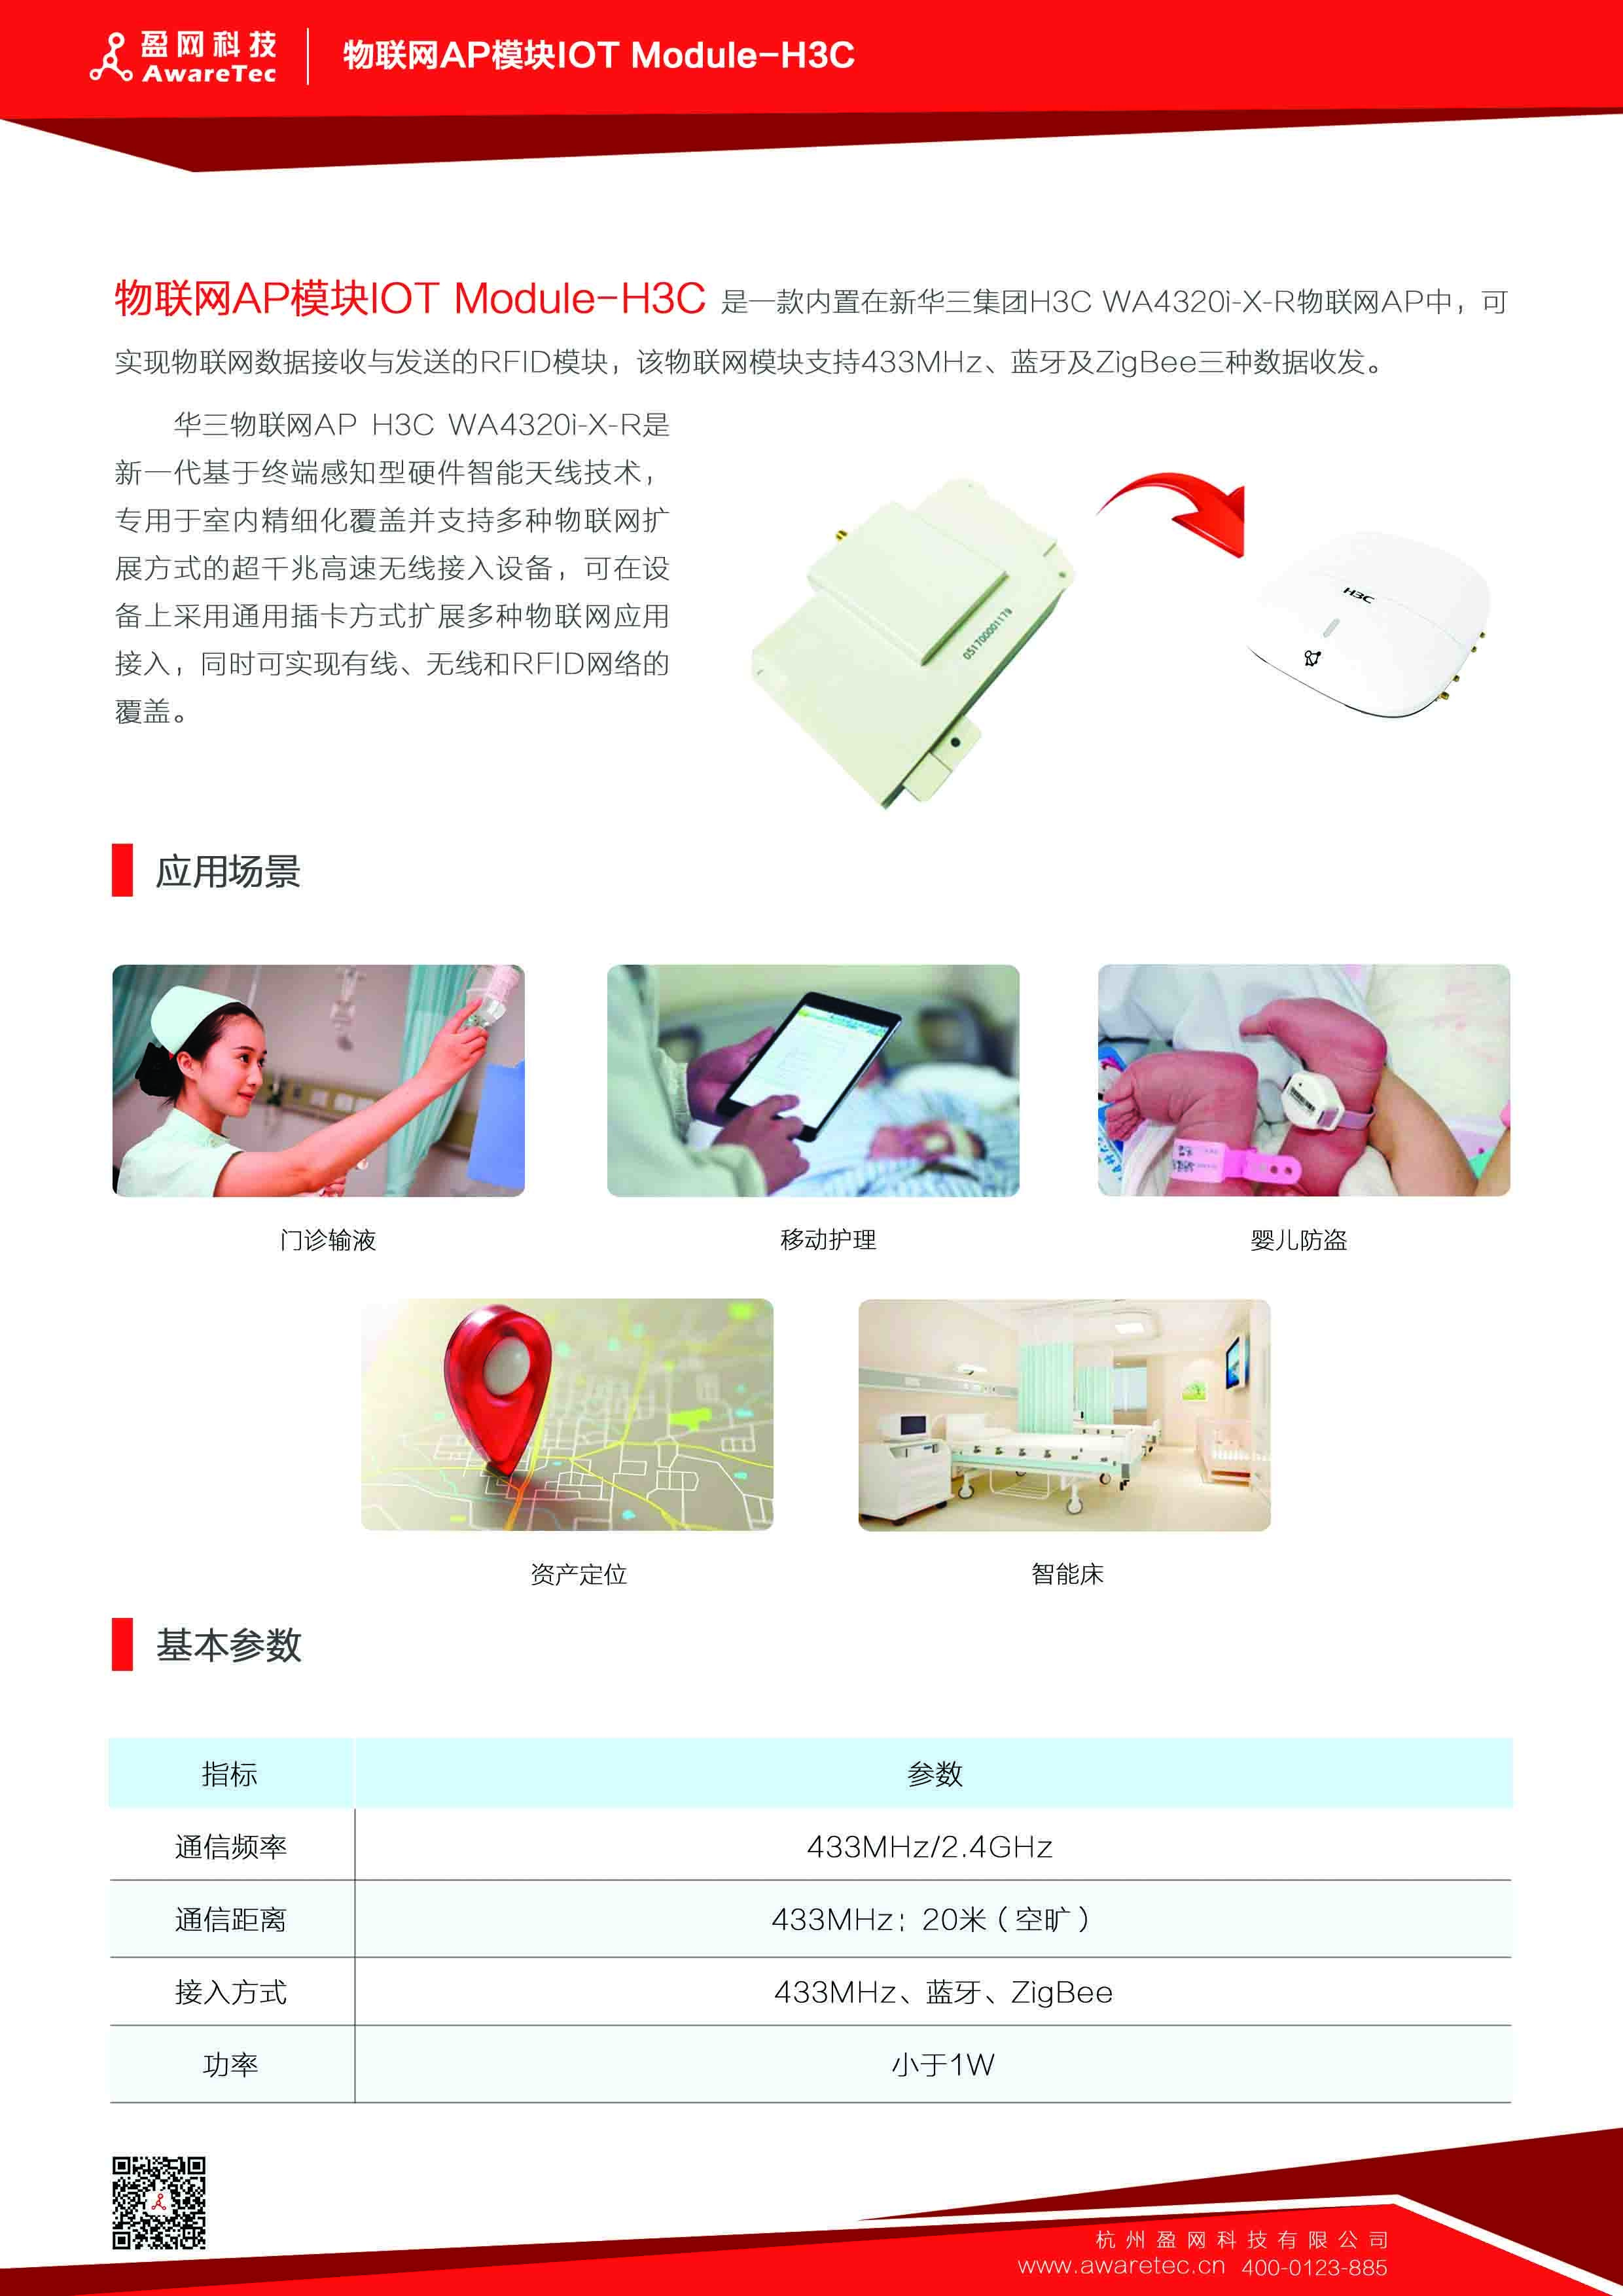 盈网科技
AwareTec
物联网AP模块IOT Module-H3C
物联网AP模块IOT Module-H3C 是一款内置在新华三集团H3C WA4320i-X-R物联网AP中，可
实现物联网数据接收与发送的RFID模块，该物联网模块支持433MHz、蓝牙及ZigBee三种数据收发。
华三物联网AP H3C WA4320i-X-R是
新一代基于终端感知型硬件智能天线技术，
专用于室内精细化覆盖并支持多种物联网扩
展方式的超千兆高速无线接入设备，可在设
备上采用通用插卡方式扩展多种物联网应用
接入，同时可实现有线、无线和RFID网络的
覆盖。
051700001179
H3C
应用场景
门诊输液
移动护理
婴儿防盗
资产定位
智能床
基本参数
指标 参数
通信频率 433MHz/2.4GHz
通信距离 433MHz：20米（空旷）
接入方式 433MHz、蓝牙、ZigBee
功率 小于1W
杭州盈网科技有限公司
www.awaretec.cn 400-0123-885